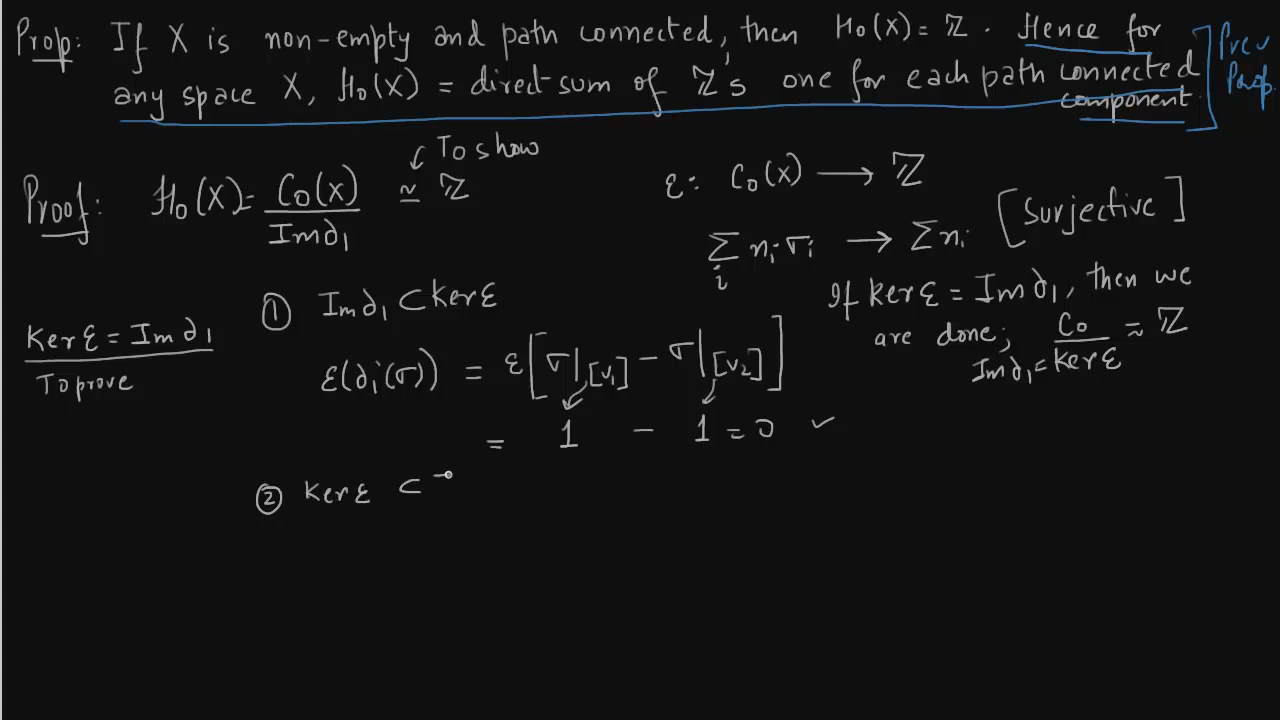 Prop: If X is non-empty and path connected, then H₀(X) = ℤ. Hence for
any space X, H₀(X) = direct sum of ℤ's one for each path connected
component
Prev
Prop.
Proof: H₀(X) = C₀(X) / Im∂₁ ≃ ℤ
To show
ε: C₀(X) → ℤ
∑_i nᵢ σᵢ → ∑nᵢ [Surjective]
If Ker ε = Im∂₁, then we
are done; C₀ / Im∂₁ = Ker ε ≈ ℤ
Ker ε = Im ∂₁
To prove
① Im∂₁ ⊂ Ker ε
ε(∂₁(σ)) = ε[σ|[v₁] − σ|[v₂]]
= 1 − 1 = 0 ✓
② Ker ε ⊂